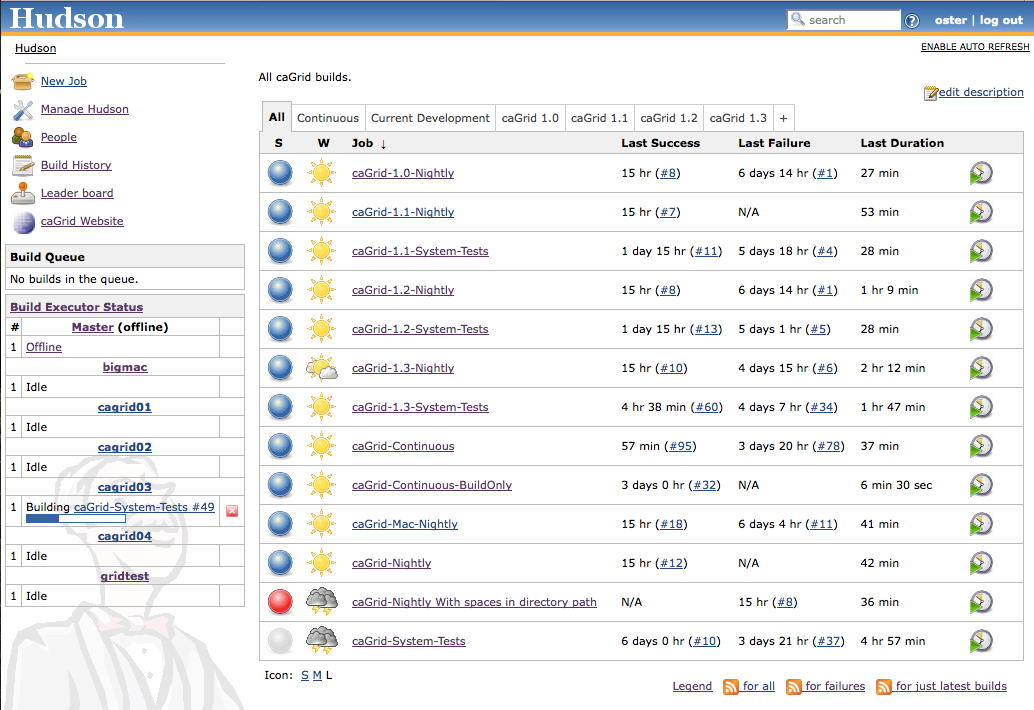 Hudson
search ? oster | log out
Hudson
ENABLE AUTO REFRESH
New Job
Manage Hudson
People
Build History
Leader board
caGrid Website
Build Queue
No builds in the queue.
Build Executor Status
# Master (offline)
1 Offline
bigmac
1 Idle
cagrid01
1 Idle
cagrid02
1 Idle
cagrid03
1 Building caGrid-System-Tests #49
cagrid04
1 Idle
gridtest
1 Idle
All caGrid builds.
edit description
All Continuous Current Development caGrid 1.0 caGrid 1.1 caGrid 1.2 caGrid 1.3 +
S W Job ↓ Last Success Last Failure Last Duration
caGrid-1.0-Nightly 15 hr (#8) 6 days 14 hr (#1) 27 min
caGrid-1.1-Nightly 15 hr (#7) N/A 53 min
caGrid-1.1-System-Tests 1 day 15 hr (#11) 5 days 18 hr (#4) 28 min
caGrid-1.2-Nightly 15 hr (#8) 6 days 14 hr (#1) 1 hr 9 min
caGrid-1.2-System-Tests 1 day 15 hr (#13) 5 days 1 hr (#5) 28 min
caGrid-1.3-Nightly 15 hr (#10) 4 days 15 hr (#6) 2 hr 12 min
caGrid-1.3-System-Tests 4 hr 38 min (#60) 4 days 7 hr (#34) 1 hr 47 min
caGrid-Continuous 57 min (#95) 3 days 20 hr (#78) 37 min
caGrid-Continuous-BuildOnly 3 days 0 hr (#32) N/A 6 min 30 sec
caGrid-Mac-Nightly 15 hr (#18) 6 days 4 hr (#11) 41 min
caGrid-Nightly 15 hr (#12) N/A 42 min
caGrid-Nightly With spaces in directory path N/A 15 hr (#8) 36 min
caGrid-System-Tests 6 days 0 hr (#10) 3 days 21 hr (#37) 4 hr 57 min
Icon: S M L
Legend for all for failures for just latest builds